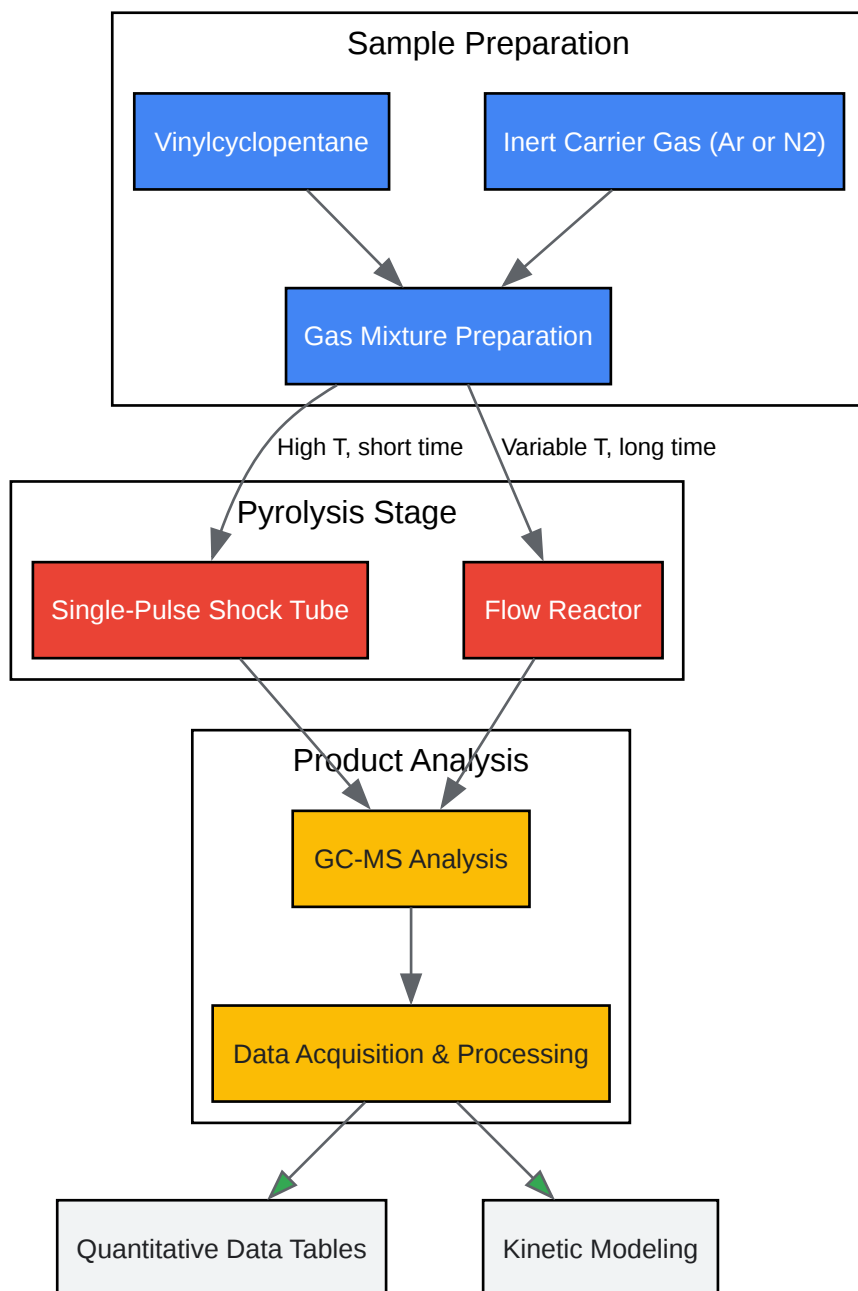 Sample Preparation
Vinylcyclopentane
Inert Carrier Gas (Ar or N2)
Gas Mixture Preparation
High T, short time
Variable T, long time
Pyrolysis Stage
Single-Pulse Shock Tube
Flow Reactor
Product Analysis
GC-MS Analysis
Data Acquisition & Processing
Quantitative Data Tables
Kinetic Modeling